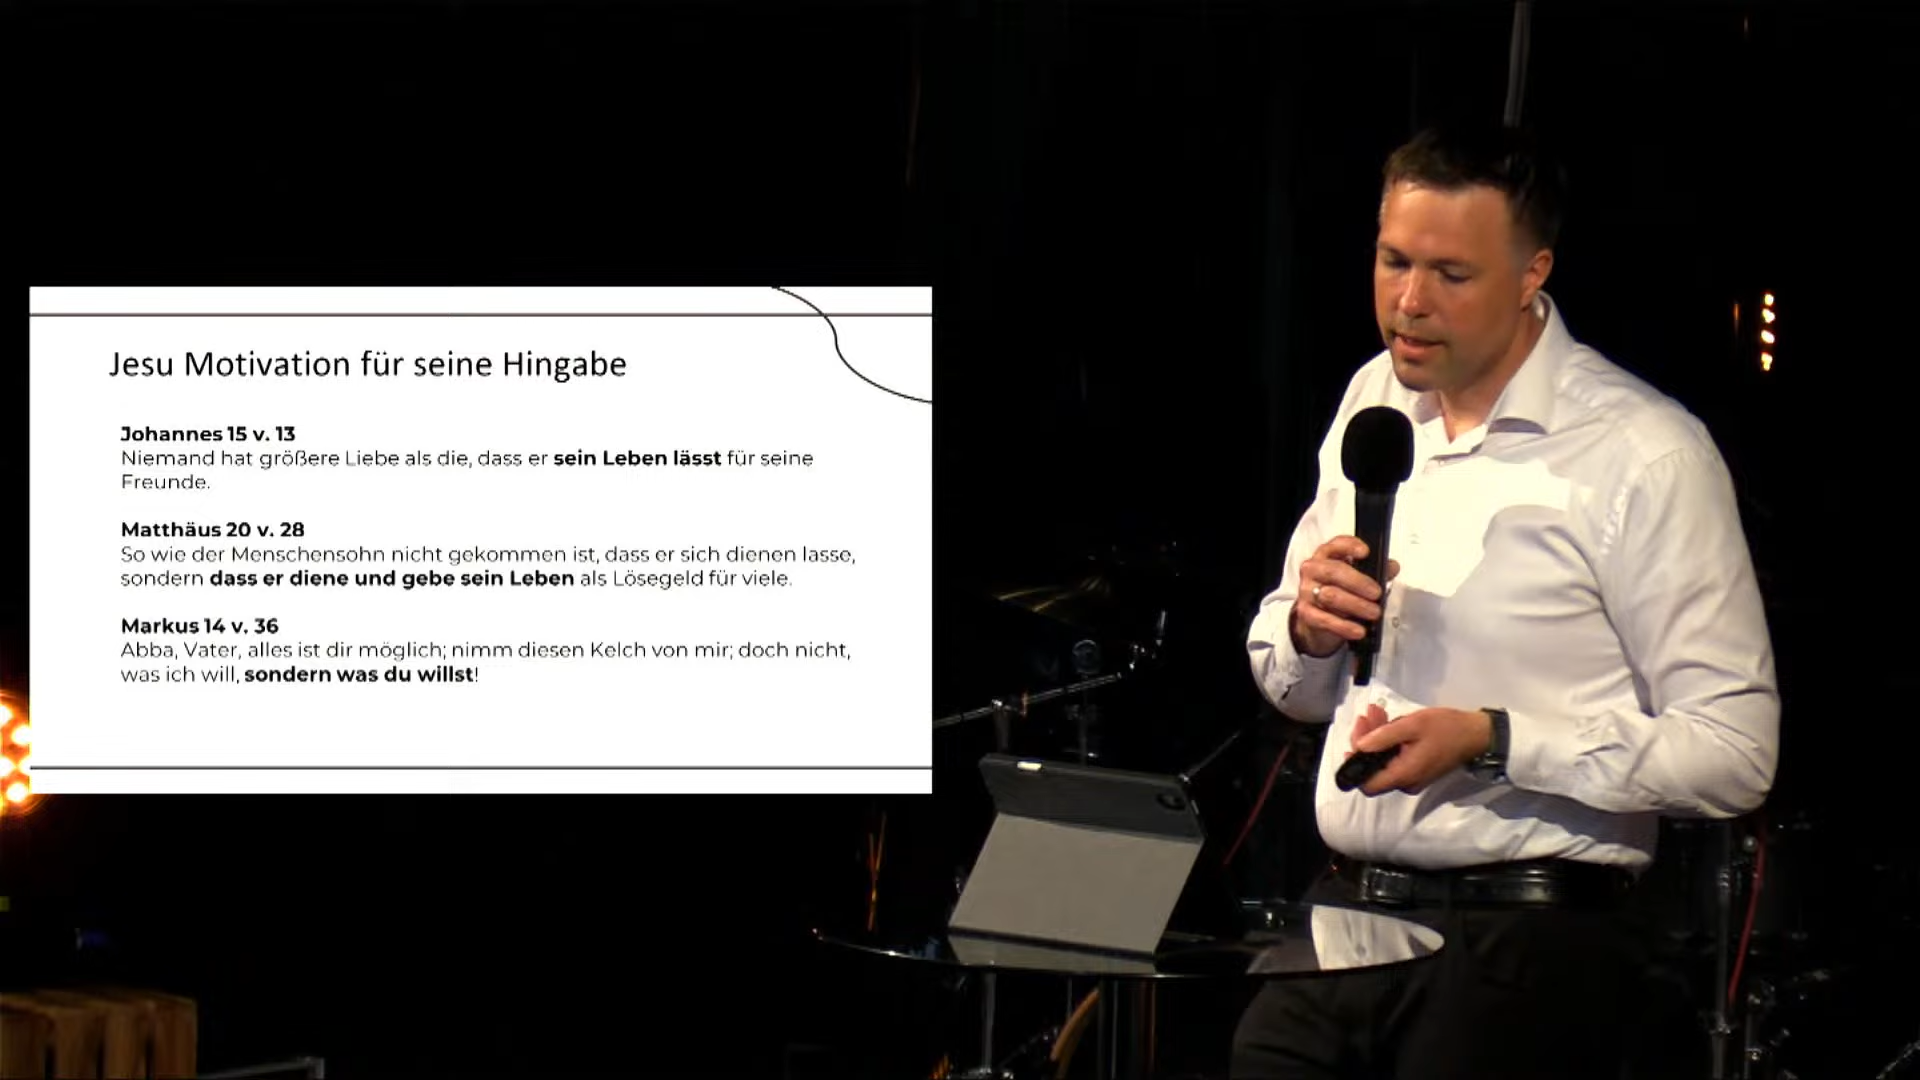 Jesu Motivation für seine Hingabe
Johannes 15 v. 13
Niemand hat größere Liebe als die, dass er sein Leben lässt für seine
Freunde.
Matthäus 20 v. 28
So wie der Menschensohn nicht gekommen ist, dass er sich dienen lasse,
sondern dass er diene und gebe sein Leben als Lösegeld für viele.
Markus 14 v. 36
Abba, Vater, alles ist dir möglich; nimm diesen Kelch von mir; doch nicht,
was ich will, sondern was du willst!